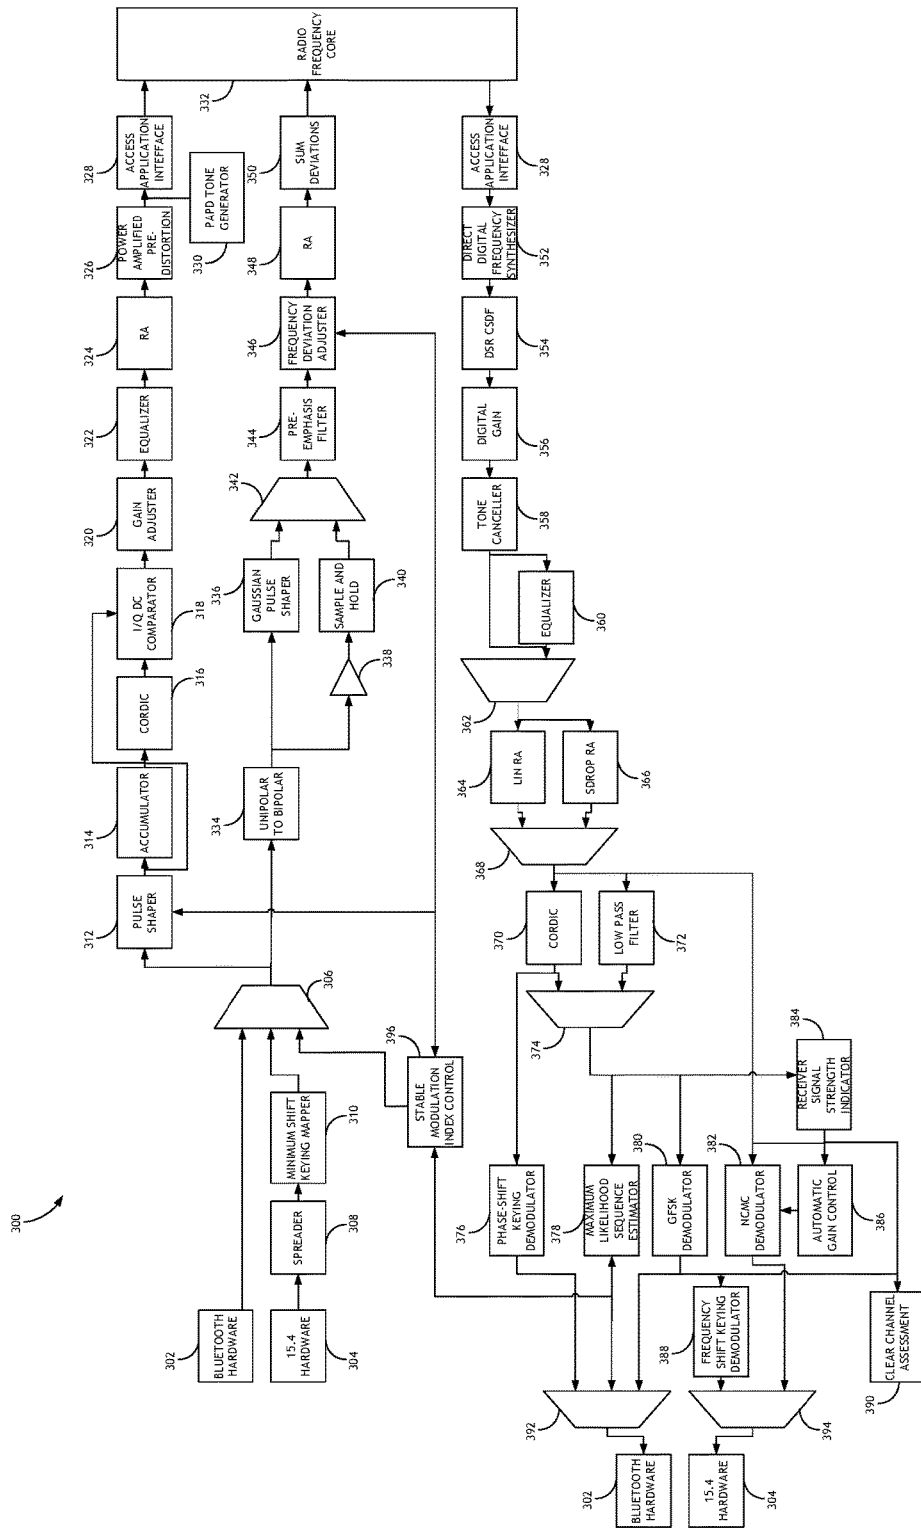 300
302
BLUETOOTH
HARDWARE
15.4
HARDWARE
304
SPREADER
308
MINIMUM SHIFT
KEYING MAPPER
310
306
312
PULSE
SHAPER
ACCUMULATOR
314
CORDIC
316
I/Q DC
COMPARATOR
318
320
GAIN
ADJUSTER
322
EQUALIZER
324
RA
326
POWER
AMPLIFIED
PRE-
DISTORTION
PAPD TONE
GENERATOR
330
328
ACCESS
APPLICATION
INTEFFACE
RADIO
FREQUENCY
CORE
332
334
UNIPOLAR
TO BIPOLAR
336
GAUSSIAN
PULSE
SHAPER
338
SAMPLE AND
HOLD
340
342
344
PRE-
EMPHASIS
FILTER
346
FREQUENCY
DEVIATION
ADJUSTER
348
RA
350
SUM
DEVIATIONS
396
STABLE
MODULATION
INDEX CONTROL
ACCESS
APPLICATION
INTEFFACE
328
DIRECT
DIGITAL
FREQUENCY
SYNTHESIZER
352
DSR CSDF
354
DIGITAL
GAIN
356
TONE
CANCELLER
358
EQUALIZER
360
362
364
LIN RA
SDROP RA
366
368
370
CORDIC
LOW PASS
FILTER
372
374
376
PHASE-SHIFT
KEYING
DEMODULATOR
378
MAXIMUM
LIKELIHOOD
SEQUENCE
ESTIMATOR
380
GFSK
DEMODULATOR
382
NCMC
DEMODULATOR
384
RECEIVER
SIGNAL
STRENGTH
INDICATOR
AUTOMATIC
GAIN CONTROL
386
388
FREQUENCY
SHIFT KEYING
DEMODULATOR
CLEAR CHANNEL
ASSESSMENT
390
392
394
302
BLUETOOTH
HARDWARE
15.4
HARDWARE
304